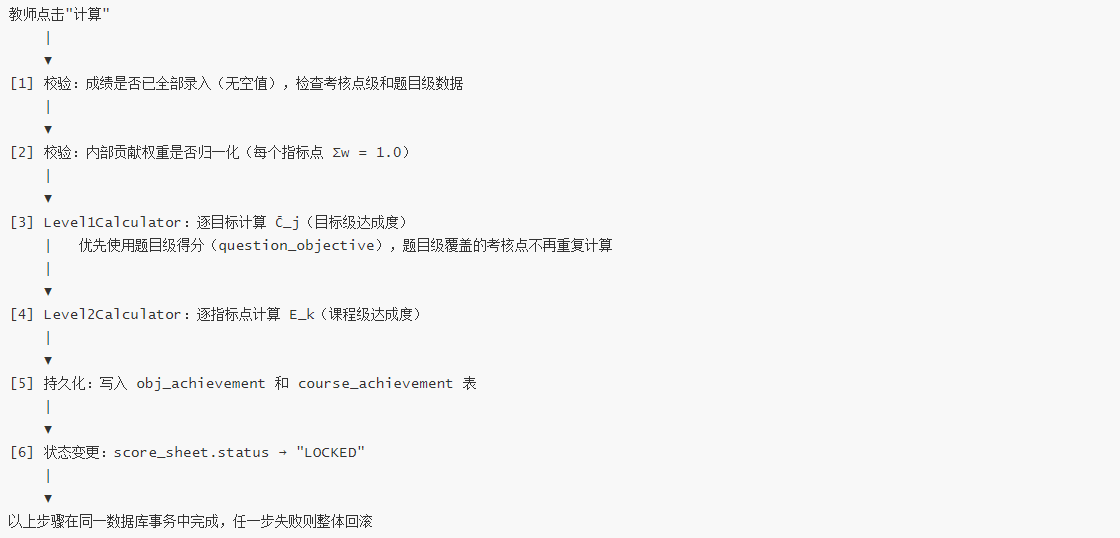 教师点击"计算"
|
▼
[1] 校验：成绩是否已全部录入（无空值），检查考核点级和题目级数据
|
▼
[2] 校验：内部贡献权重是否归一化（每个指标点 Σw = 1.0）
|
▼
[3] Level1Calculator：逐目标计算 C̄_j（目标级达成度）
|   优先使用题目级得分（question_objective），题目级覆盖的考核点不再重复计算
|
▼
[4] Level2Calculator：逐指标点计算 E_k（课程级达成度）
|
▼
[5] 持久化：写入 obj_achievement 和 course_achievement 表
|
▼
[6] 状态变更：score_sheet.status → "LOCKED"
|
▼
以上步骤在同一数据库事务中完成，任一步失败则整体回滚